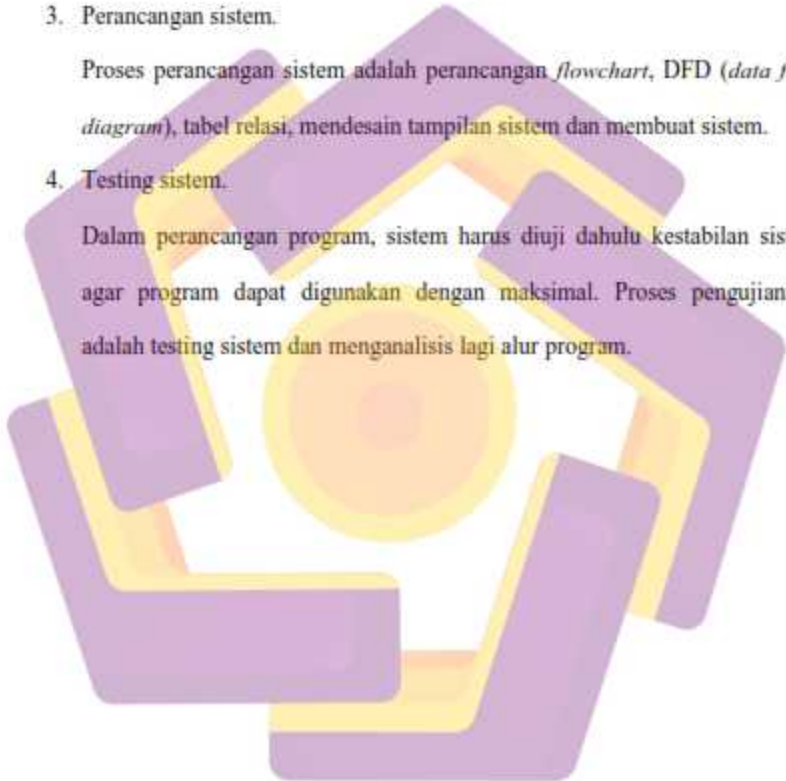 3. Perancangan sistem.
Proses perancangan sistem adalah perancangan flowchart, DFD (data f
diagram), tabel relasi, mendesain tampilan sistem dan membuat sistem.
4. Testing sistem.
Dalam perancangan program, sistem harus diuji dahulu kestabilan sis
agar program dapat digunakan dengan maksimal. Proses pengujian
adalah testing sistem dan menganalisis lagi alur program.